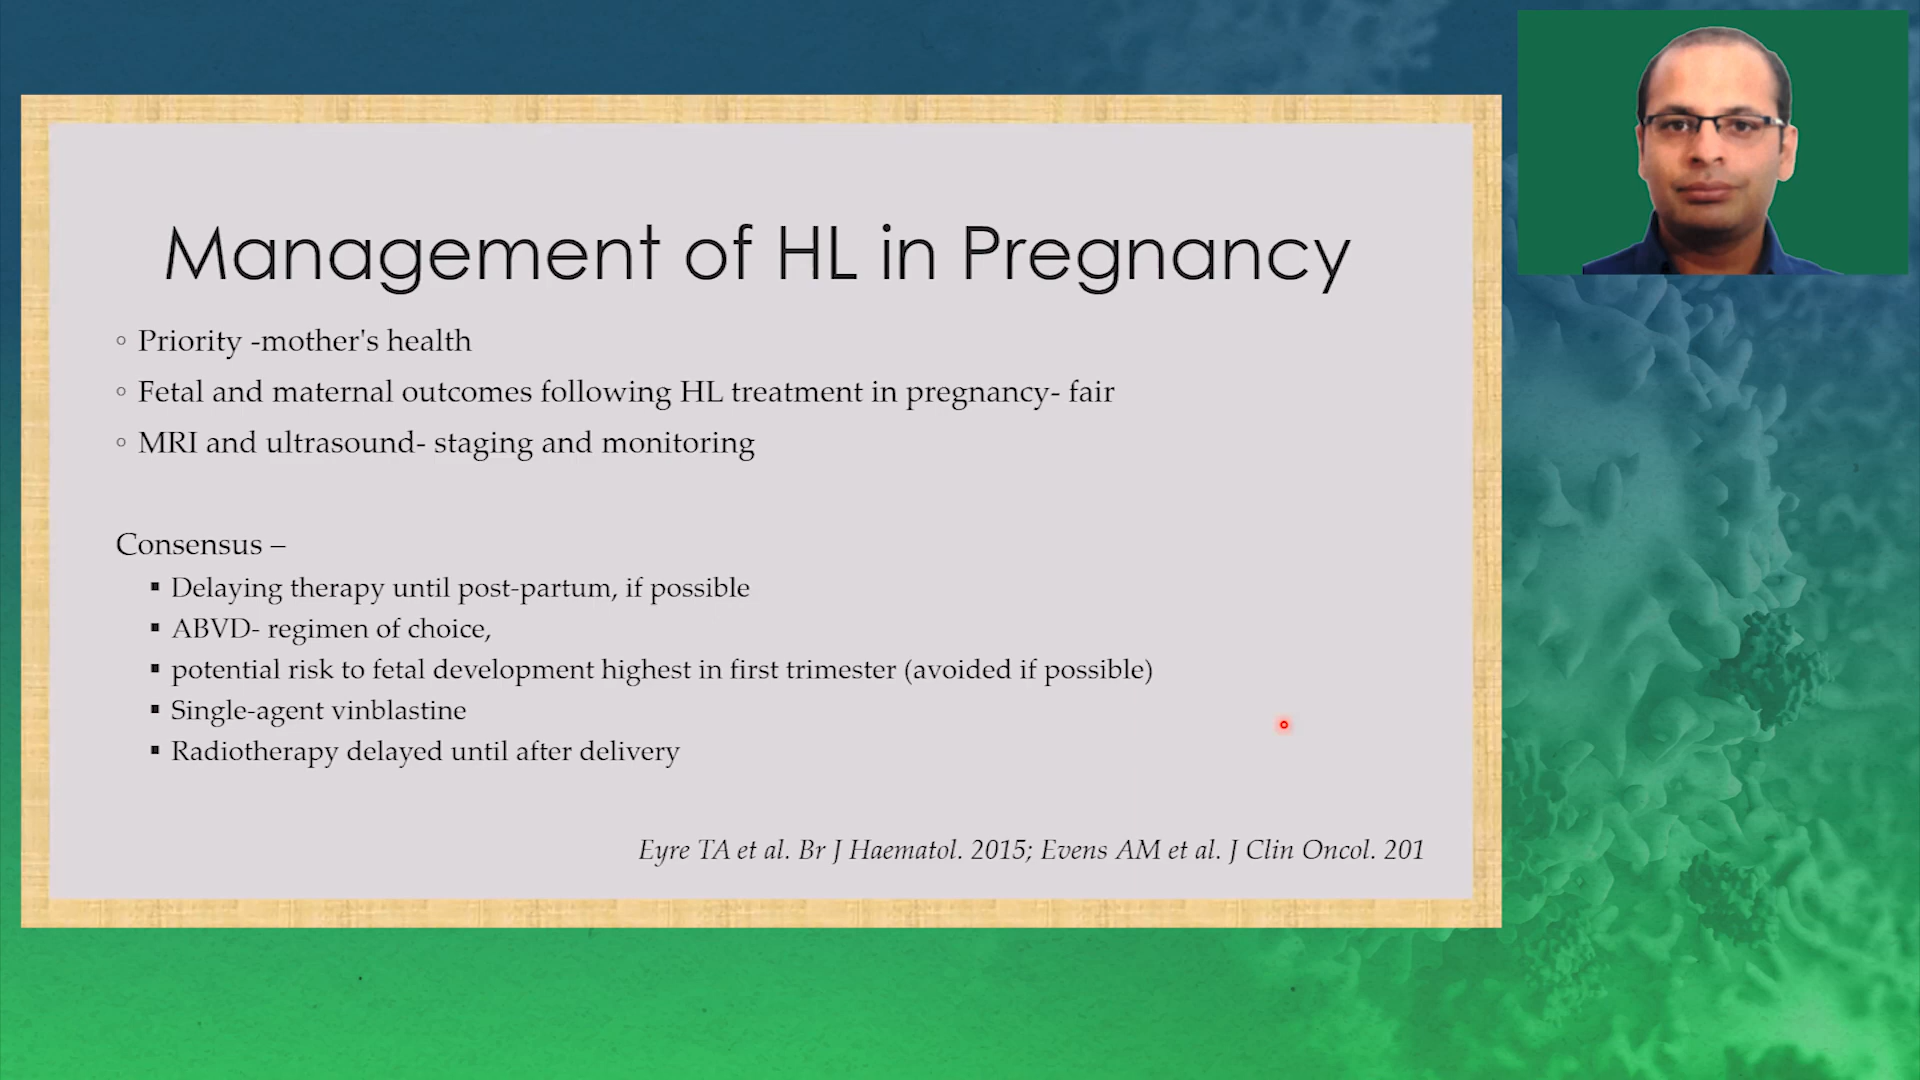 Management of HL in Pregnancy
◦ Priority -mother's health
◦ Fetal and maternal outcomes following HL treatment in pregnancy- fair
◦ MRI and ultrasound- staging and monitoring
Consensus –
▪ Delaying therapy until post-partum, if possible
▪ ABVD- regimen of choice,
▪ potential risk to fetal development highest in first trimester (avoided if possible)
▪ Single-agent vinblastine
▪ Radiotherapy delayed until after delivery
Eyre TA et al. Br J Haematol. 2015; Evens AM et al. J Clin Oncol. 201